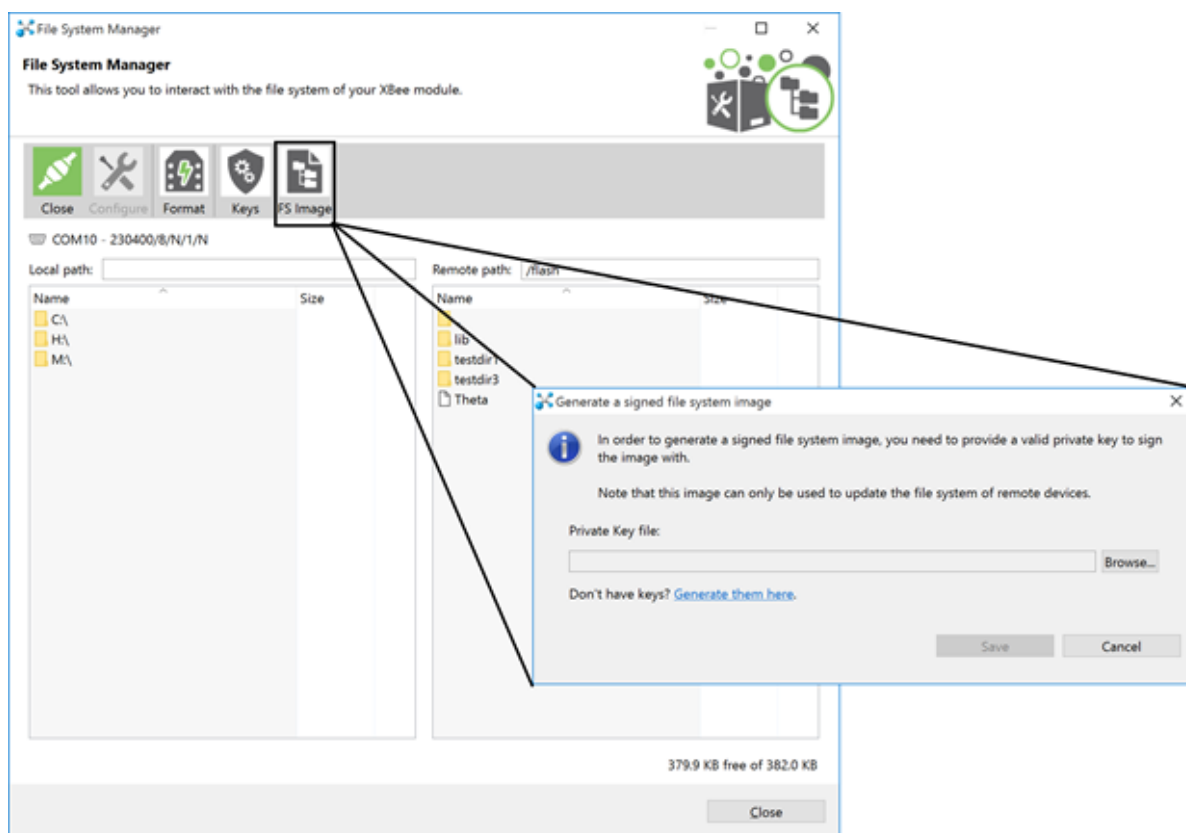 File System Manager
File System Manager
This tool allows you to interact with the file system of your XBee module.
Close Configure Format Keys FS Image
COM10 - 230400/8/N/1/N
Local path:
Remote path: /flash
Name Size
C:\
H:\
M:\
Name Size
lib
testdir1
testdir3
Theta
Generate a signed file system image
In order to generate a signed file system image, you need to provide a valid private key to sign
the image with.
Note that this image can only be used to update the file system of remote devices.
Private Key file:
Browse...
Don't have keys? Generate them here.
Save Cancel
379.9 KB free of 382.0 KB
Close